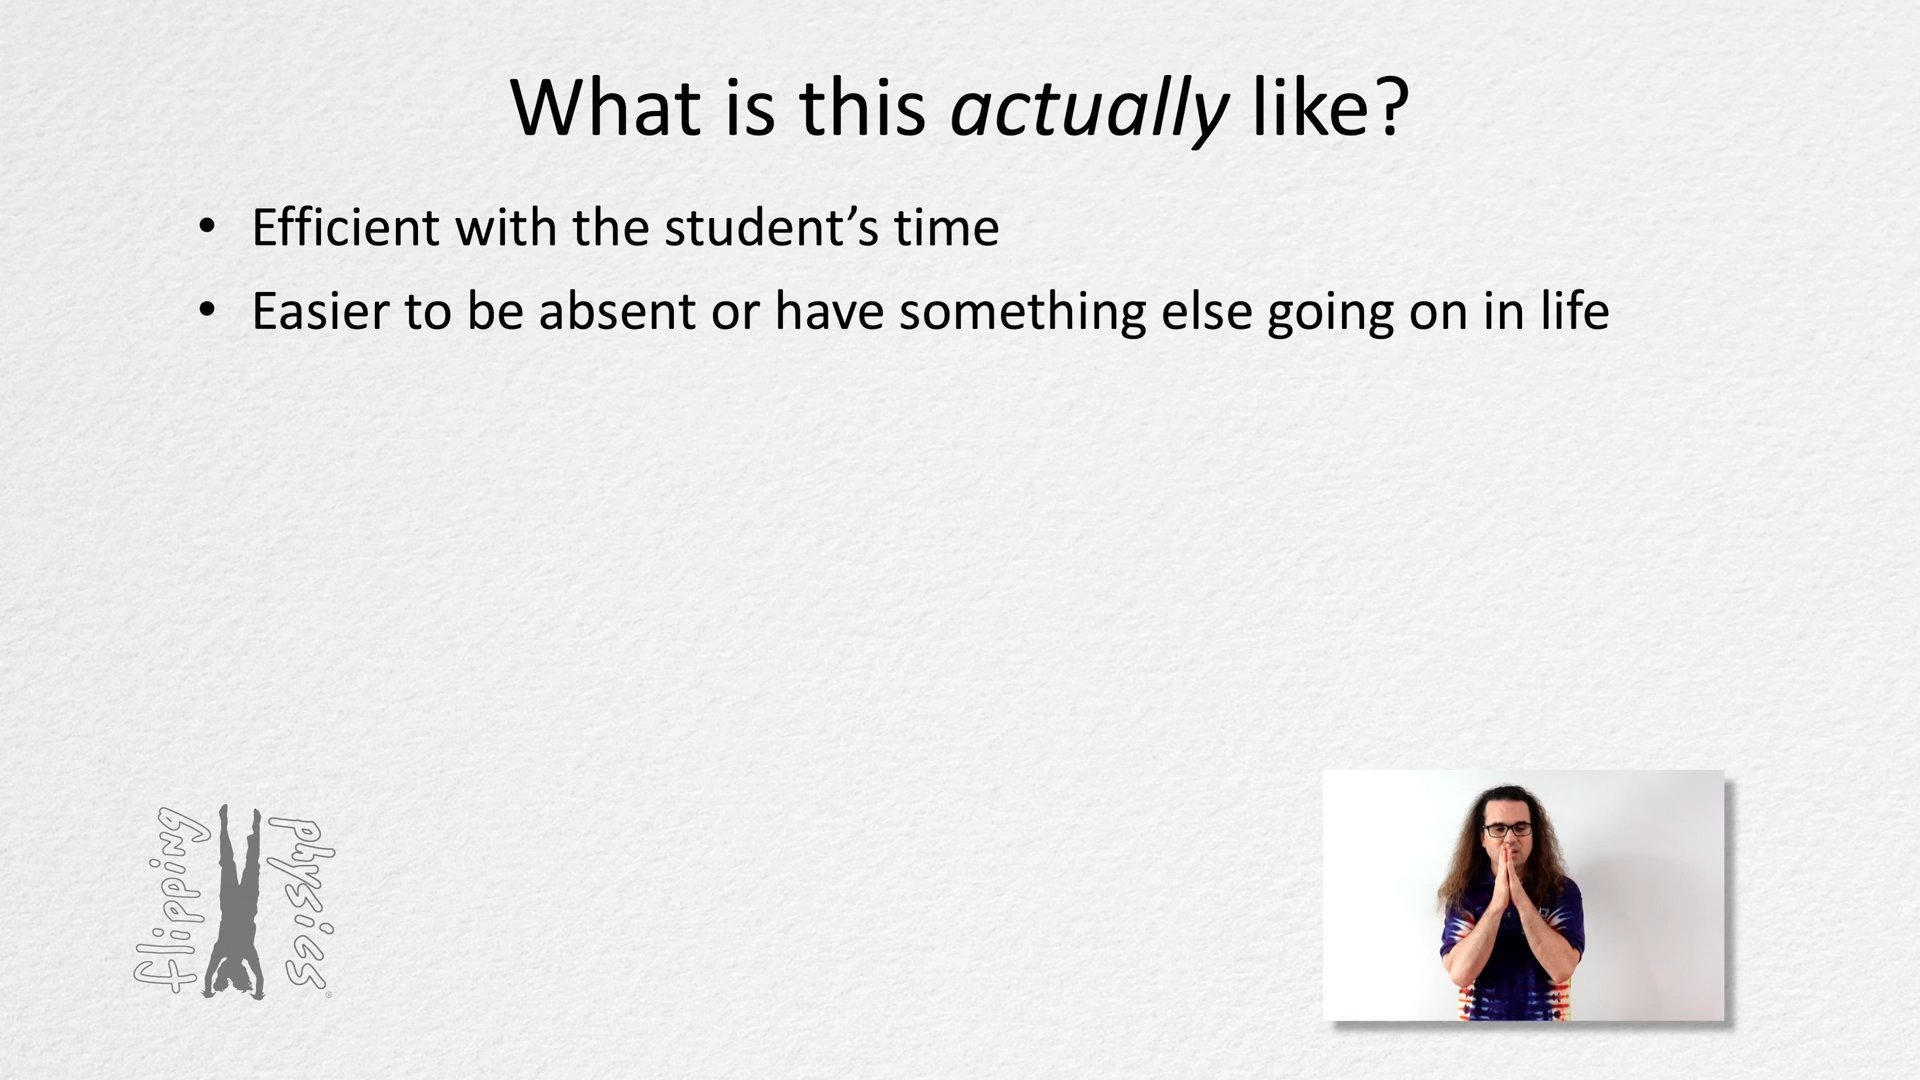 What is this actually like?
• Efficient with the student’s time
• Easier to be absent or have something else going on in life
flipping
physics
®